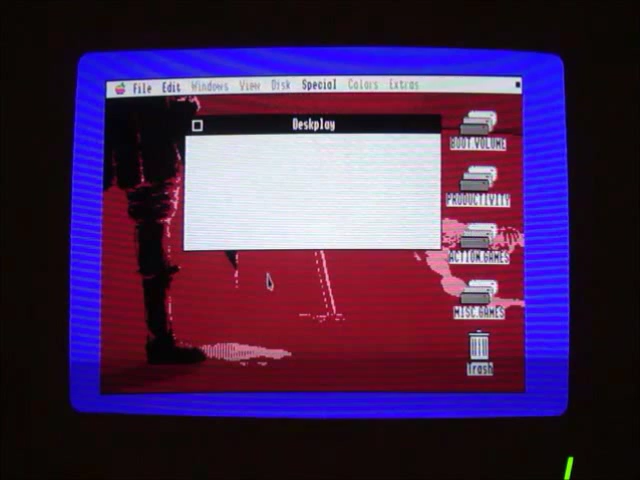 File Edit Windows View Disk Special Colors Extras
Deskplay
BOOT.VOLUME
PRODUCTIVITY
ACTION.GAMES
MISC.GAMES
Trash